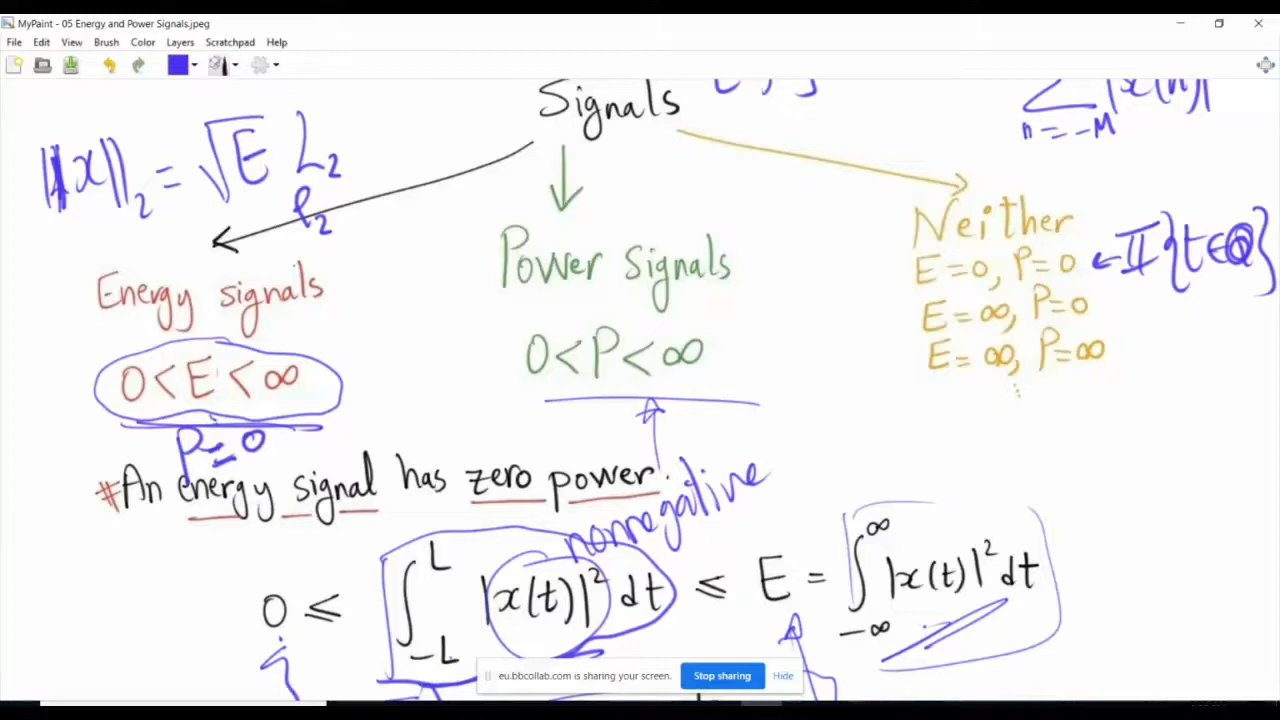 MyPaint - 05 Energy and Power Signals.jpeg
File Edit View Brush Color Layers Scratchpad Help
Signals
|x(n)|
n=-M
||x||₂ = √E L₂
ℓ₂
Energy signals
0<E<∞
P=0
Power signals
0<P<∞
Neither
E=0, P=0 ← 𝕀{t∈ℚ}
E=∞, P=0
E=∞, P=∞
⋮
# An energy signal has zero power.
nonnegative
0 ≤ ∫_{-L}^{L} |x(t)|² dt ≤ E = ∫_{-∞}^{∞} |x(t)|² dt
eu.bbcollab.com is sharing your screen. Stop sharing Hide